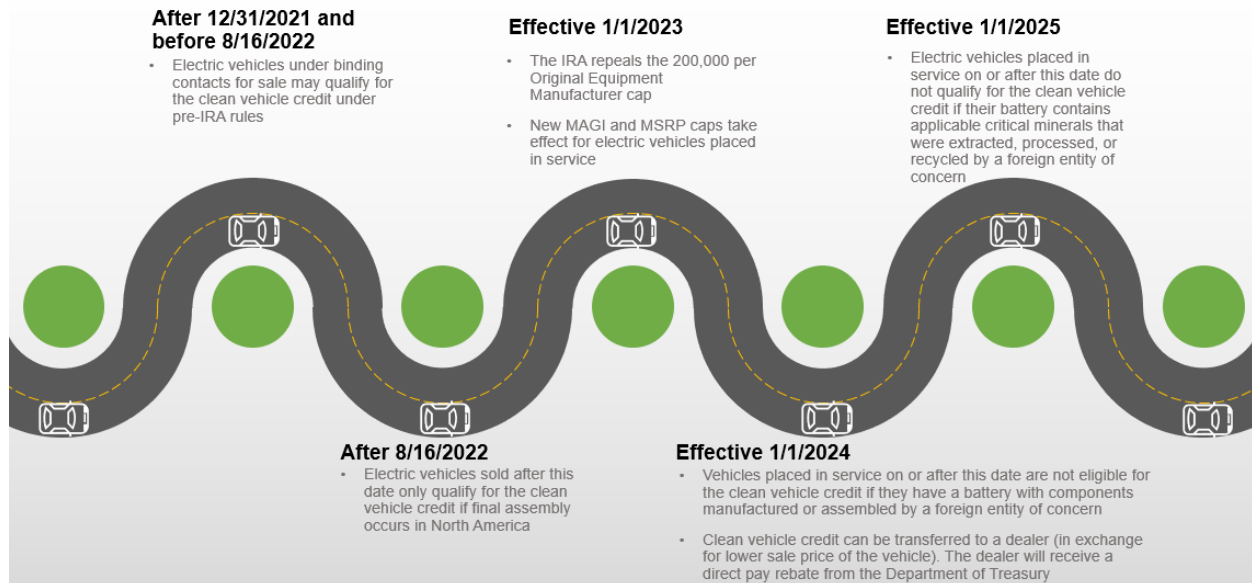 After 12/31/2021 and
before 8/16/2022
• Electric vehicles under binding
contacts for sale may qualify for
the clean vehicle credit under
pre-IRA rules
Effective 1/1/2023
• The IRA repeals the 200,000 per
Original Equipment
Manufacturer cap
• New MAGI and MSRP caps take
effect for electric vehicles placed
in service
Effective 1/1/2025
• Electric vehicles placed in
service on or after this date do
not qualify for the clean vehicle
credit if their battery contains
applicable critical minerals that
were extracted, processed, or
recycled by a foreign entity of
concern
After 8/16/2022
• Electric vehicles sold after this
date only qualify for the clean
vehicle credit if final assembly
occurs in North America
Effective 1/1/2024
• Vehicles placed in service on or after this date are not eligible for
the clean vehicle credit if they have a battery with components
manufactured or assembled by a foreign entity of concern
• Clean vehicle credit can be transferred to a dealer (in exchange
for lower sale price of the vehicle). The dealer will receive a
direct pay rebate from the Department of Treasury